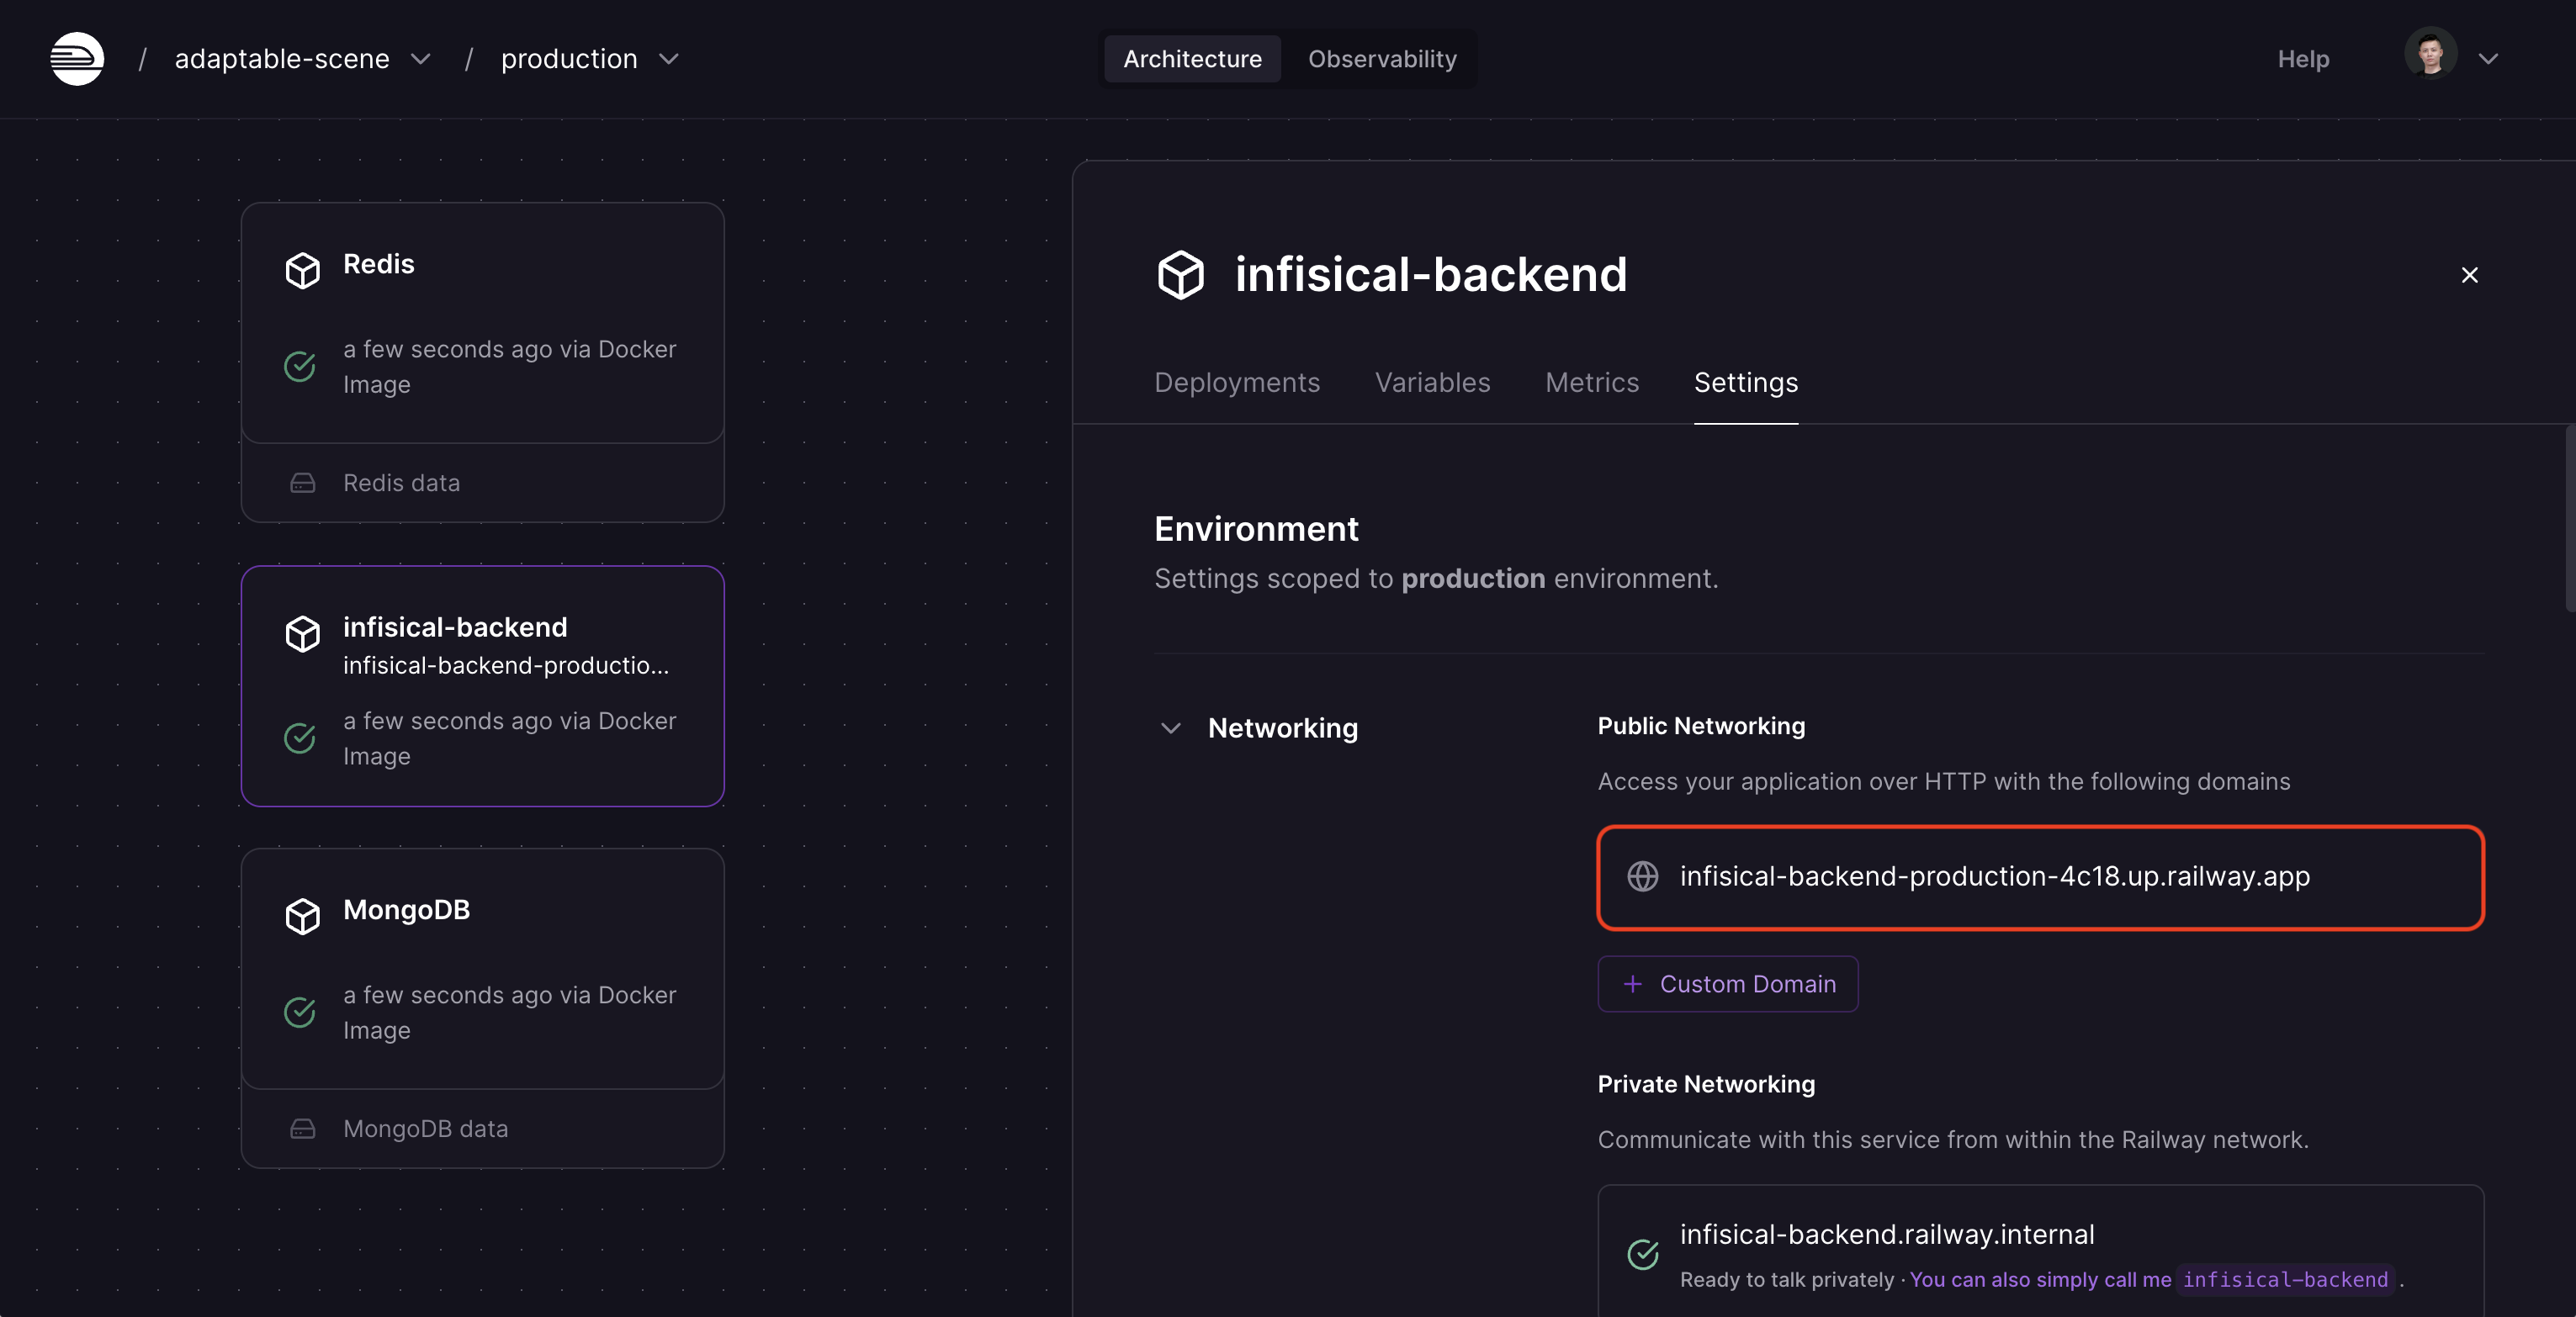 / adaptable-scene / production
Architecture Observability
Help
Redis
a few seconds ago via Docker
Image
Redis data
infisical-backend
infisical-backend-productio...
a few seconds ago via Docker
Image
MongoDB
a few seconds ago via Docker
Image
MongoDB data
infisical-backend
Deployments Variables Metrics Settings
Environment
Settings scoped to production environment.
Networking
Public Networking
Access your application over HTTP with the following domains
infisical-backend-production-4c18.up.railway.app
+ Custom Domain
Private Networking
Communicate with this service from within the Railway network.
infisical-backend.railway.internal
Ready to talk privately · You can also simply call me infisical-backend .